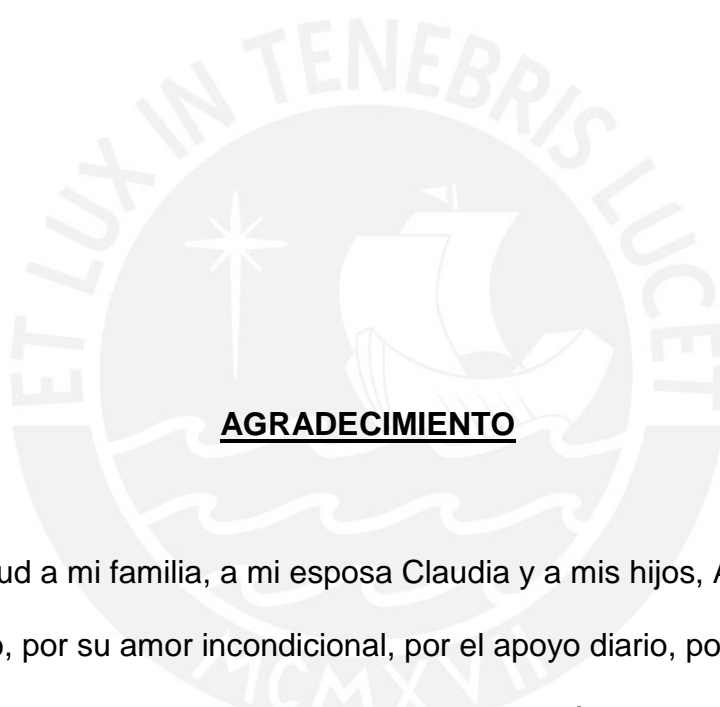 ET LUX IN TENEBRIS LUCET
AGRADECIMIENTO
ud a mi familia, a mi esposa Claudia y a mis hijos, A
o, por su amor incondicional, por el apoyo diario, po
MCMXVII